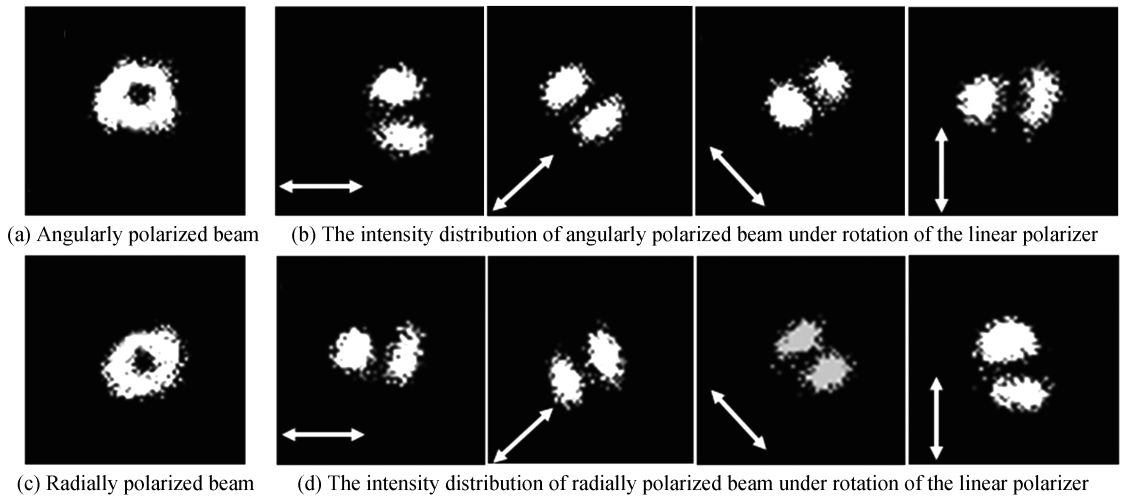 (a) Angularly polarized beam
(b) The intensity distribution of angularly polarized beam under rotation of the linear polarizer
(c) Radially polarized beam
(d) The intensity distribution of radially polarized beam under rotation of the linear polarizer